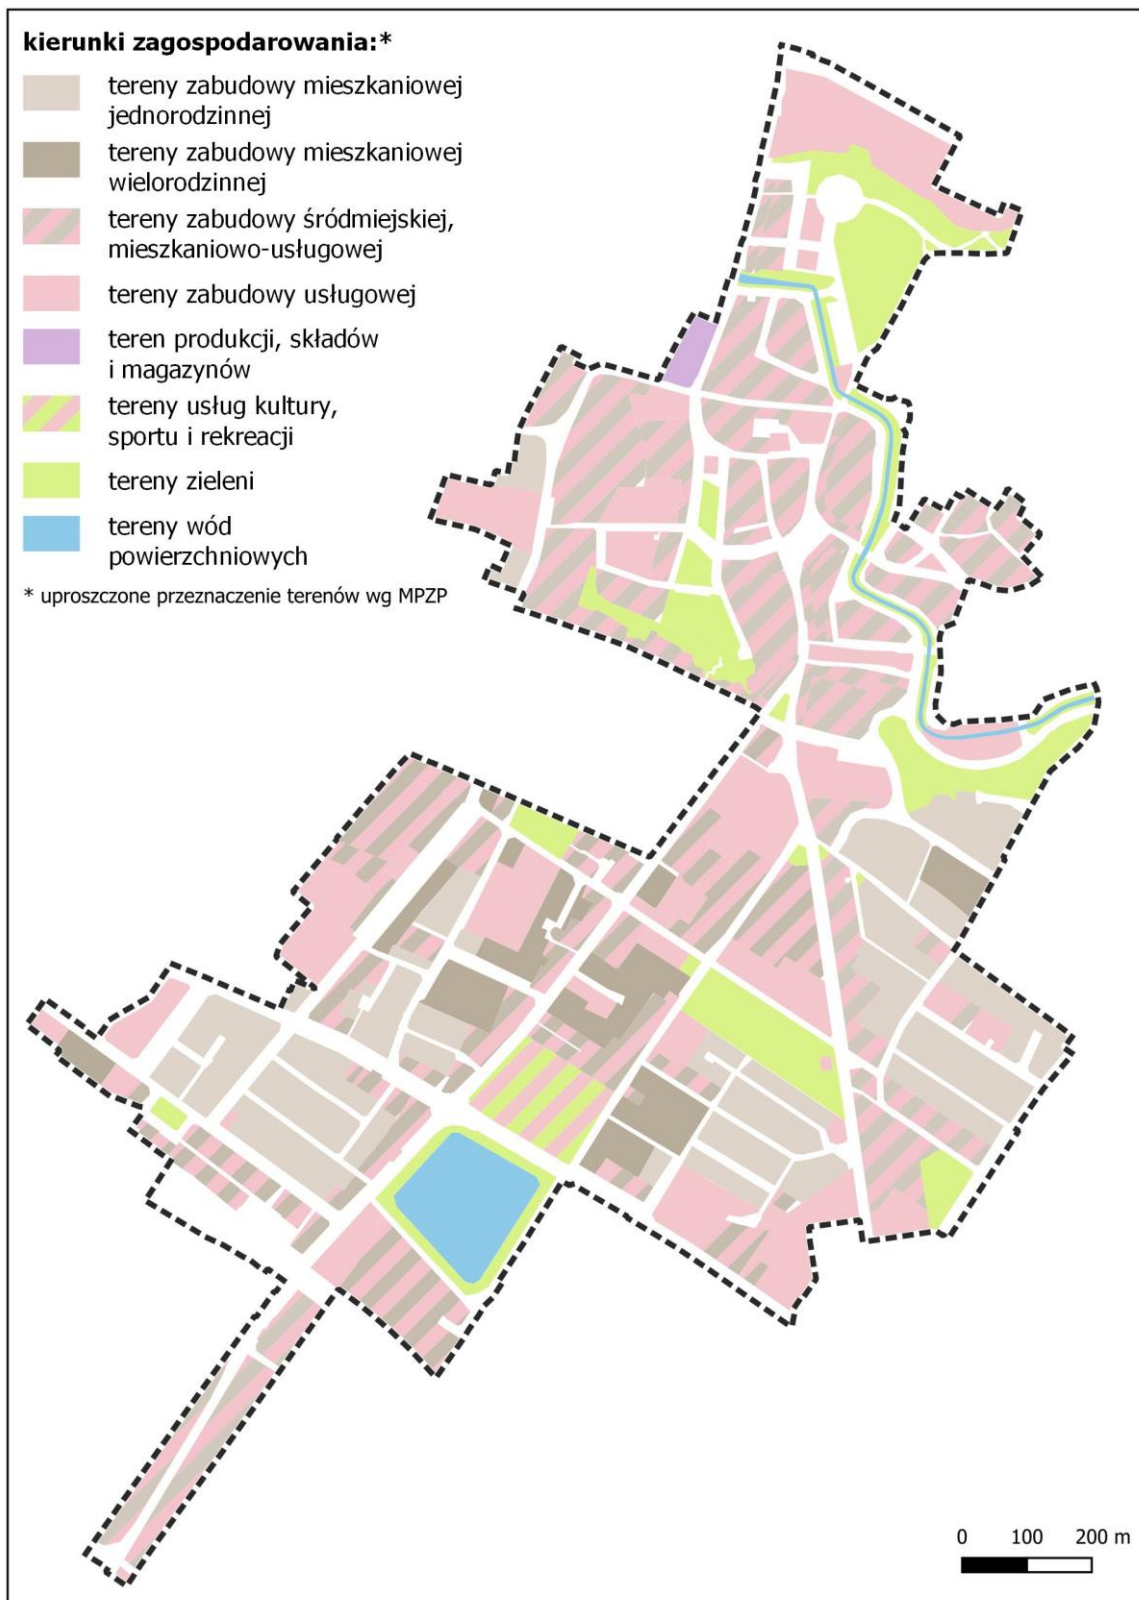 kierunki zagospodarowania:*
tereny zabudowy mieszkaniowej
jednorodzinnej
tereny zabudowy mieszkaniowej
wielorodzinnej
tereny zabudowy śródmiejskiej,
mieszkaniowo-usługowej
tereny zabudowy usługowej
teren produkcji, składów
i magazynów
tereny usług kultury,
sportu i rekreacji
tereny zieleni
tereny wód
powierzchniowych
* uproszczone przeznaczenie terenów wg MPZP
0 100 200 m